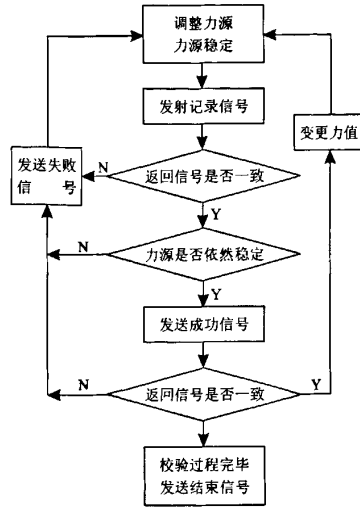 调整力源
力源稳定
发射记录信号
变更力值
发送失败
信 号
N
返回信号是否一致
Y
N
力源是否依然稳定
Y
发送成功信号
N
返回信号是否一致
Y
校验过程完毕
发送结束信号